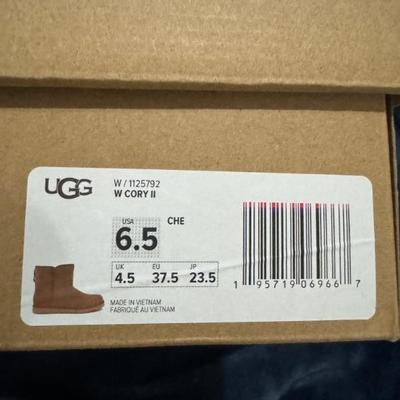 UGG
W / 1125792
W CORY II
USA
6.5
CHE
UK EU JP
4.5 37.5 23.5
MADE IN VIETNAM
FABRIQUÉ AU VIETNAM
1 95719 06966 7